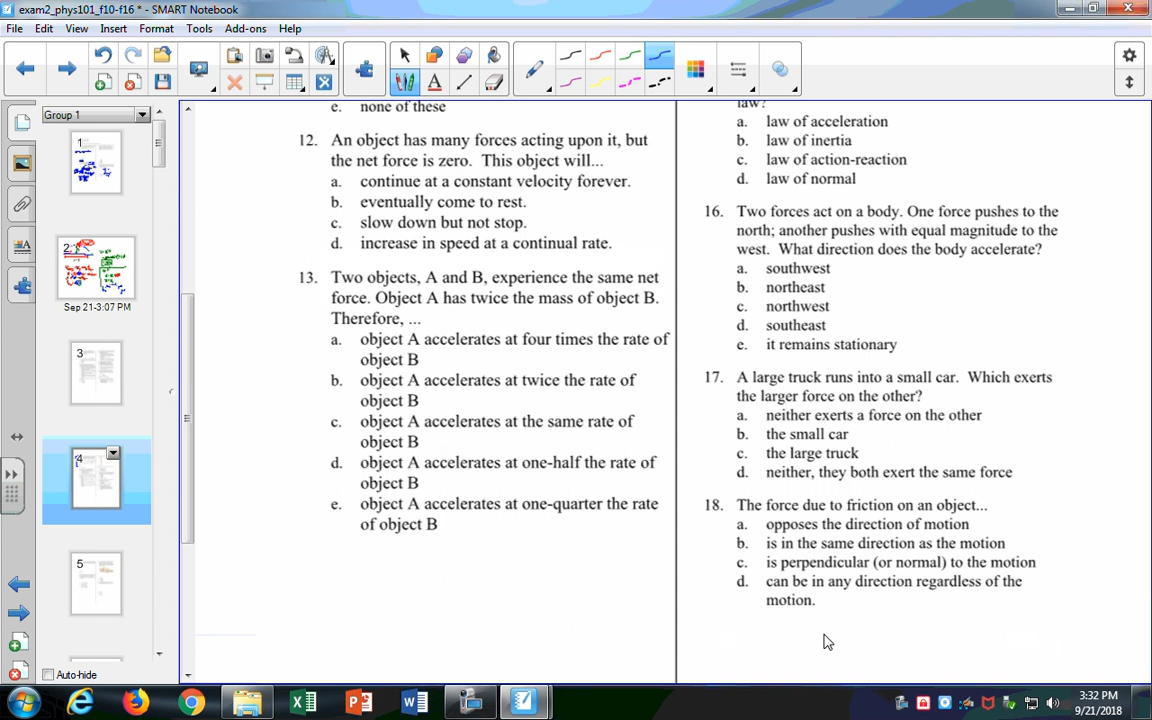 exam2_phys101_f10-f16 * - SMART Notebook
File Edit View Insert Format Tools Add-ons Help
Group 1
1
2
Sep 21-3:07 PM
3
4
5
Auto-hide
e. none of these
12. An object has many forces acting upon it, but
the net force is zero. This object will...
a. continue at a constant velocity forever.
b. eventually come to rest.
c. slow down but not stop.
d. increase in speed at a continual rate.
13. Two objects, A and B, experience the same net
force. Object A has twice the mass of object B.
Therefore, ...
a. object A accelerates at four times the rate of
object B
b. object A accelerates at twice the rate of
object B
c. object A accelerates at the same rate of
object B
d. object A accelerates at one-half the rate of
object B
e. object A accelerates at one-quarter the rate
of object B
law?
a. law of acceleration
b. law of inertia
c. law of action-reaction
d. law of normal
16. Two forces act on a body. One force pushes to the
north; another pushes with equal magnitude to the
west. What direction does the body accelerate?
a. southwest
b. northeast
c. northwest
d. southeast
e. it remains stationary
17. A large truck runs into a small car. Which exerts
the larger force on the other?
a. neither exerts a force on the other
b. the small car
c. the large truck
d. neither, they both exert the same force
18. The force due to friction on an object...
a. opposes the direction of motion
b. is in the same direction as the motion
c. is perpendicular (or normal) to the motion
d. can be in any direction regardless of the
motion.
3:32 PM
9/21/2018